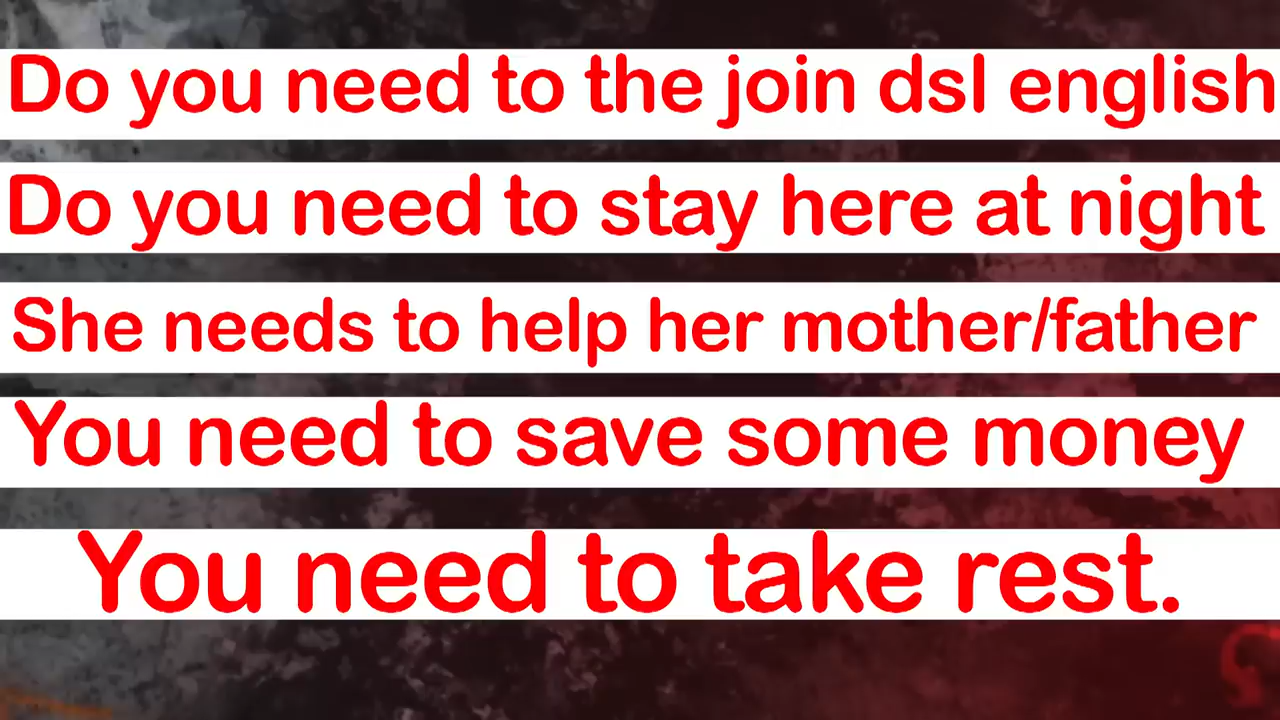 Do you need to the join dsl english
Do you need to stay here at night
She needs to help her mother/father
You need to save some money
You need to take rest.